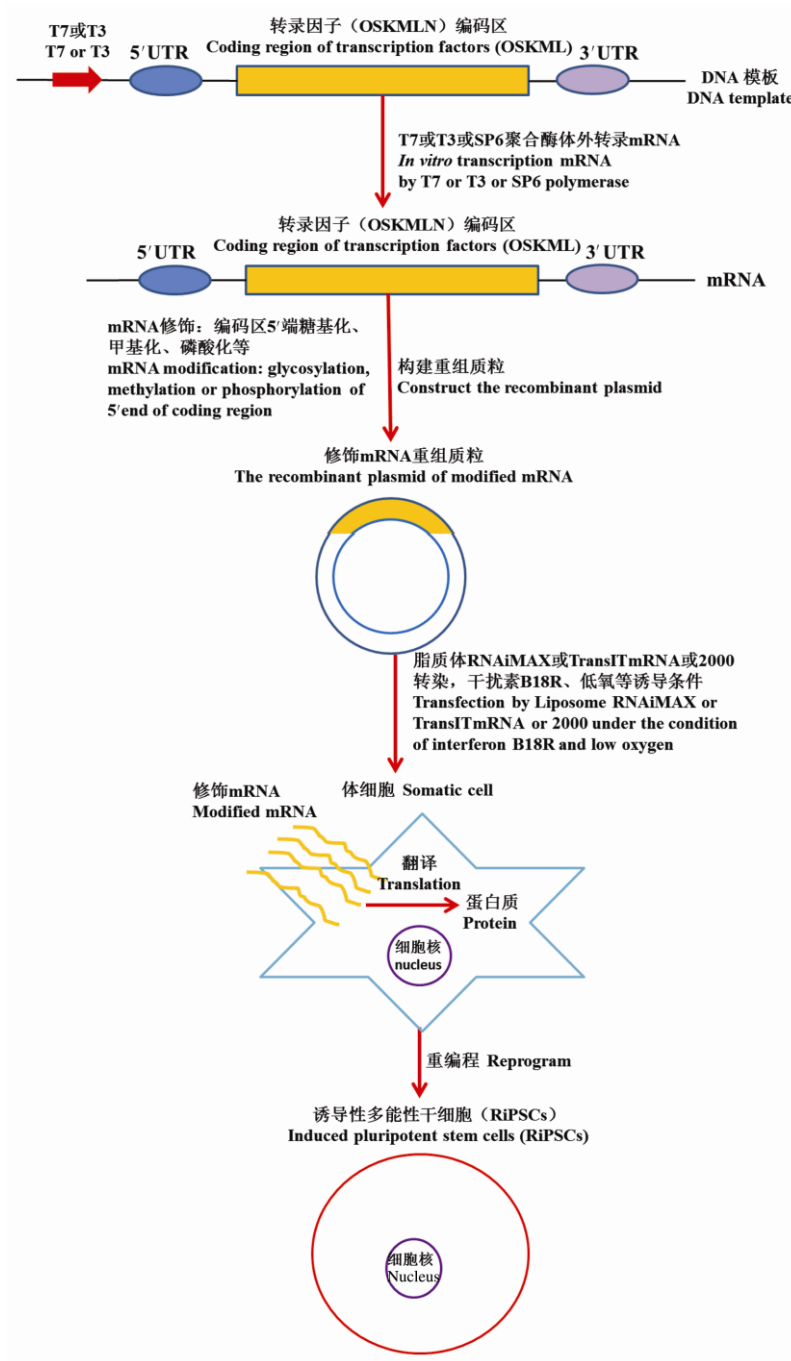 T7或T3
T7 or T3
5′UTR
转录因子（OSKMLN）编码区
Coding region of transcription factors (OSKML)
3′UTR
DNA 模板
DNA template
T7或T3或SP6聚合酶体外转录mRNA
In vitro transcription mRNA
by T7 or T3 or SP6 polymerase
转录因子（OSKMLN）编码区
Coding region of transcription factors (OSKML)
5′UTR
3′UTR
mRNA
mRNA修饰：编码区5′端糖基化、
甲基化、磷酸化等
mRNA modification: glycosylation,
methylation or phosphorylation of
5′end of coding region
构建重组质粒
Construct the recombinant plasmid
修饰mRNA重组质粒
The recombinant plasmid of modified mRNA
脂质体RNAiMAX或TransITmRNA或2000
转染，干扰素B18R、低氧等诱导条件
Transfection by Liposome RNAiMAX or
TransITmRNA or 2000 under the condition
of interferon B18R and low oxygen
修饰mRNA
Modified mRNA
体细胞 Somatic cell
翻译
Translation
蛋白质
Protein
细胞核
nucleus
重编程 Reprogram
诱导性多能性干细胞（RiPSCs）
Induced pluripotent stem cells (RiPSCs)
细胞核
Nucleus